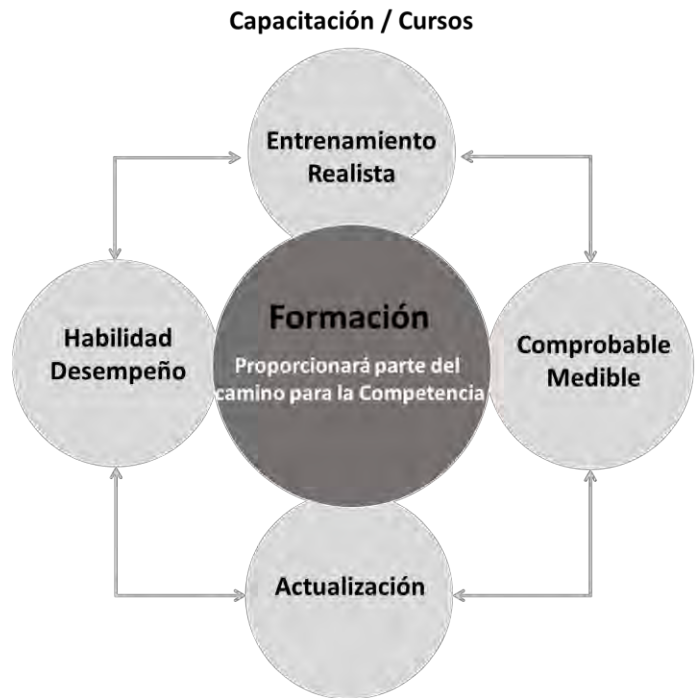 Capacitación / Cursos
Entrenamiento
Realista
Habilidad
Desempeño
Formación
Proporcionará parte del
camino para la Competencia
Comprobable
Medible
Actualización